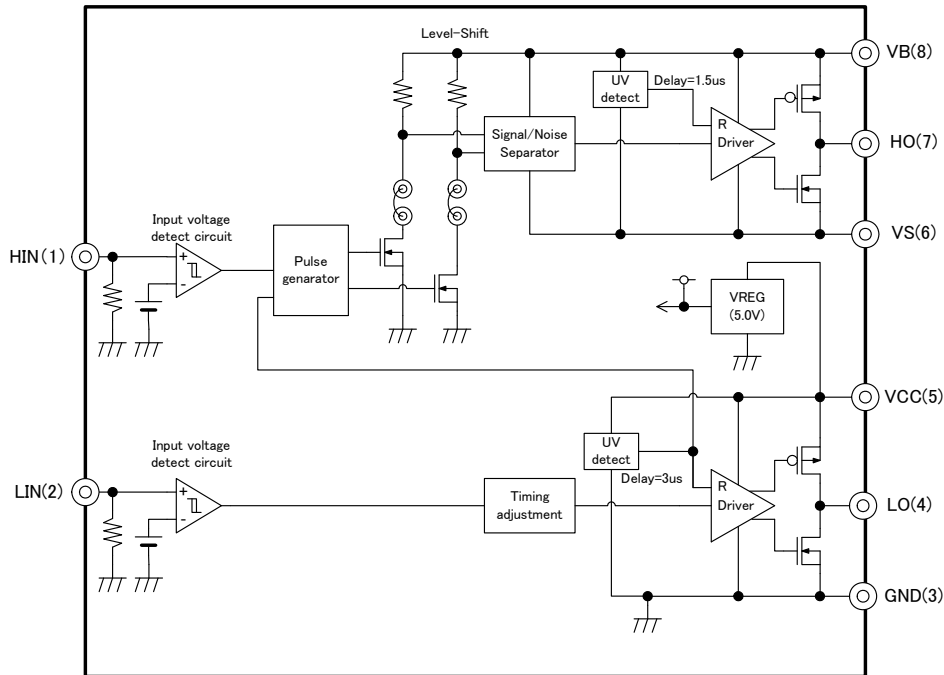 Level-Shift
VB(8)
UV
detect
Delay=1.5us
Signal/Noise
Separator
R
Driver
HO(7)
Input voltage
detect circuit
VS(6)
HIN(1)
+
-
Pulse
genarator
VREG
(5.0V)
VCC(5)
Input voltage
detect circuit
UV
detect
Delay=3us
LIN(2)
+
-
Timing
adjustment
R
Driver
LO(4)
GND(3)